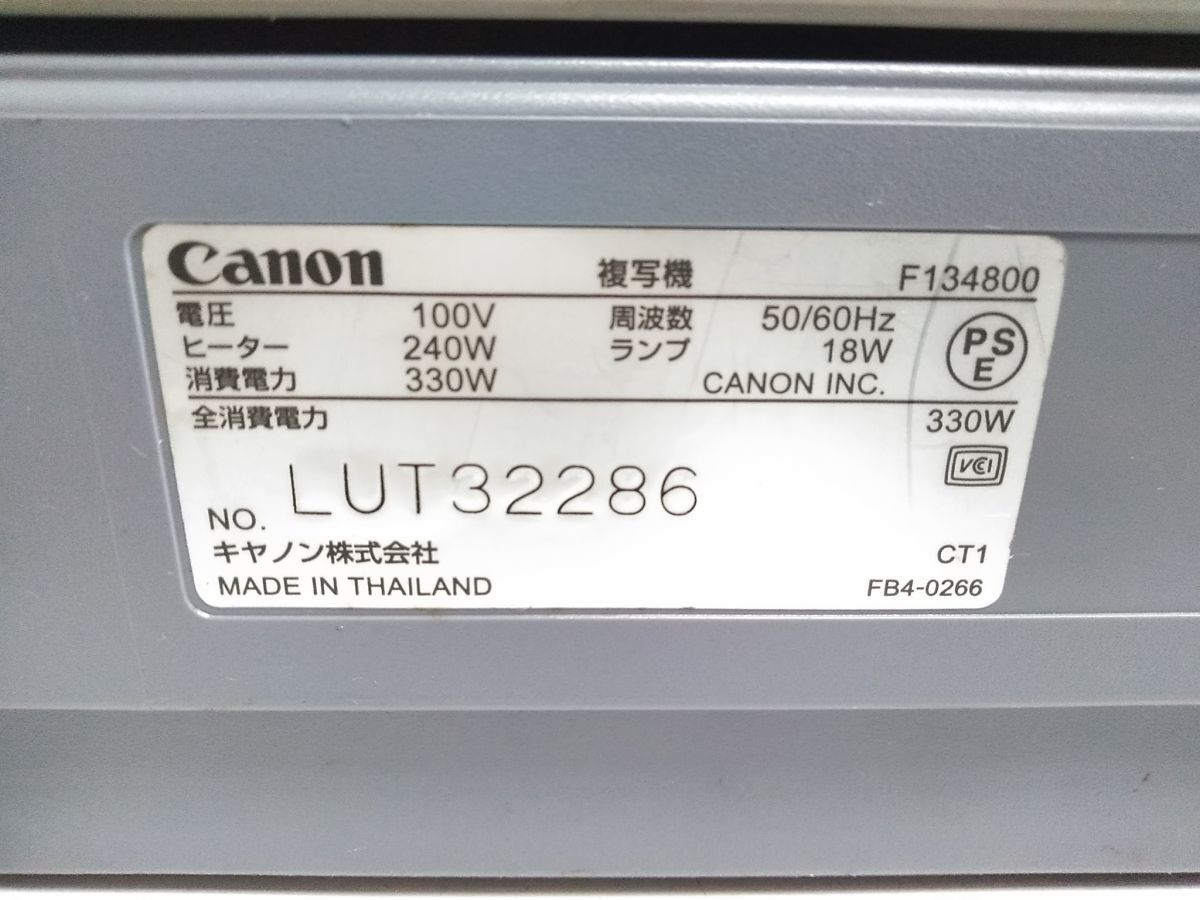 Canon 複写機 F134800
電圧 100V 周波数 50/60Hz
ヒーター 240W ランプ 18W
消費電力 330W CANON INC.
PS
E
全消費電力 330W
VCI
NO. LUT32286
キヤノン株式会社 CT1
MADE IN THAILAND FB4-0266